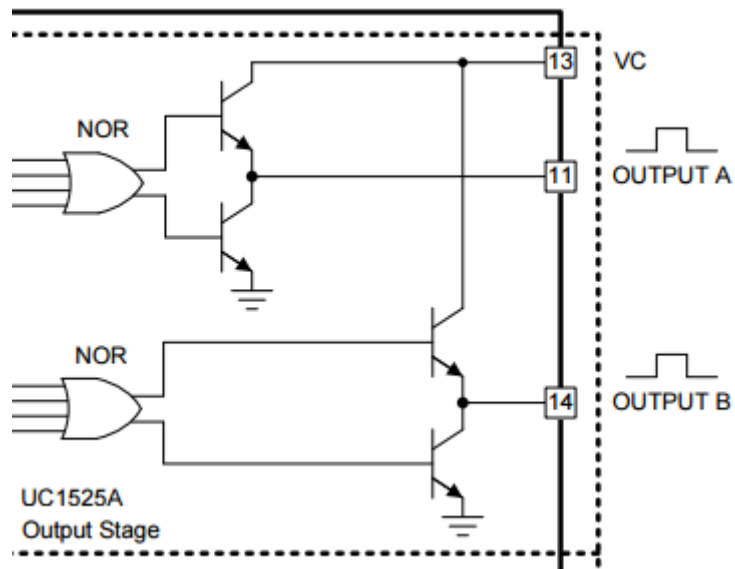 13 VC
NOR
11 OUTPUT A
NOR
14 OUTPUT B
UC1525A
Output Stage